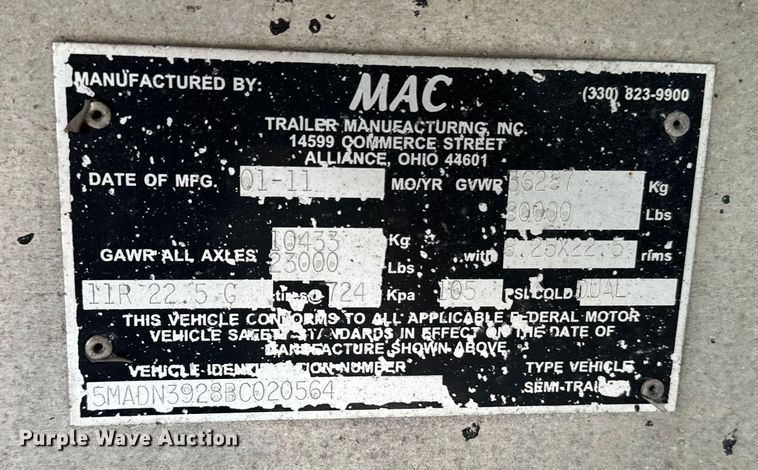 MANUFACTURED BY: MAC (330) 823-9900
TRAILER MANUFACTURING, INC.
14599 COMMERCE STREET
ALLIANCE, OHIO 44601
DATE OF MFG. 01-11 MO/YR GVWR 36287 Kg
80000 Lbs
GAWR ALL AXLES 10433 Kg
23000 Lbs with 8.25X22.5 rims
11R 22.5 G tires@ 724 Kpa 105 PSI COLD DUAL
THIS VEHICLE CONFORMS TO ALL APPLICABLE FEDERAL MOTOR
VEHICLE SAFETY STANDARDS IN EFFECT ON THE DATE OF
MANUFACTURE SHOWN ABOVE
VEHICLE IDENTIFICATION NUMBER TYPE VEHICLE
5MADN3928BC020564 SEMI-TRAILER
Purple Wave Auction